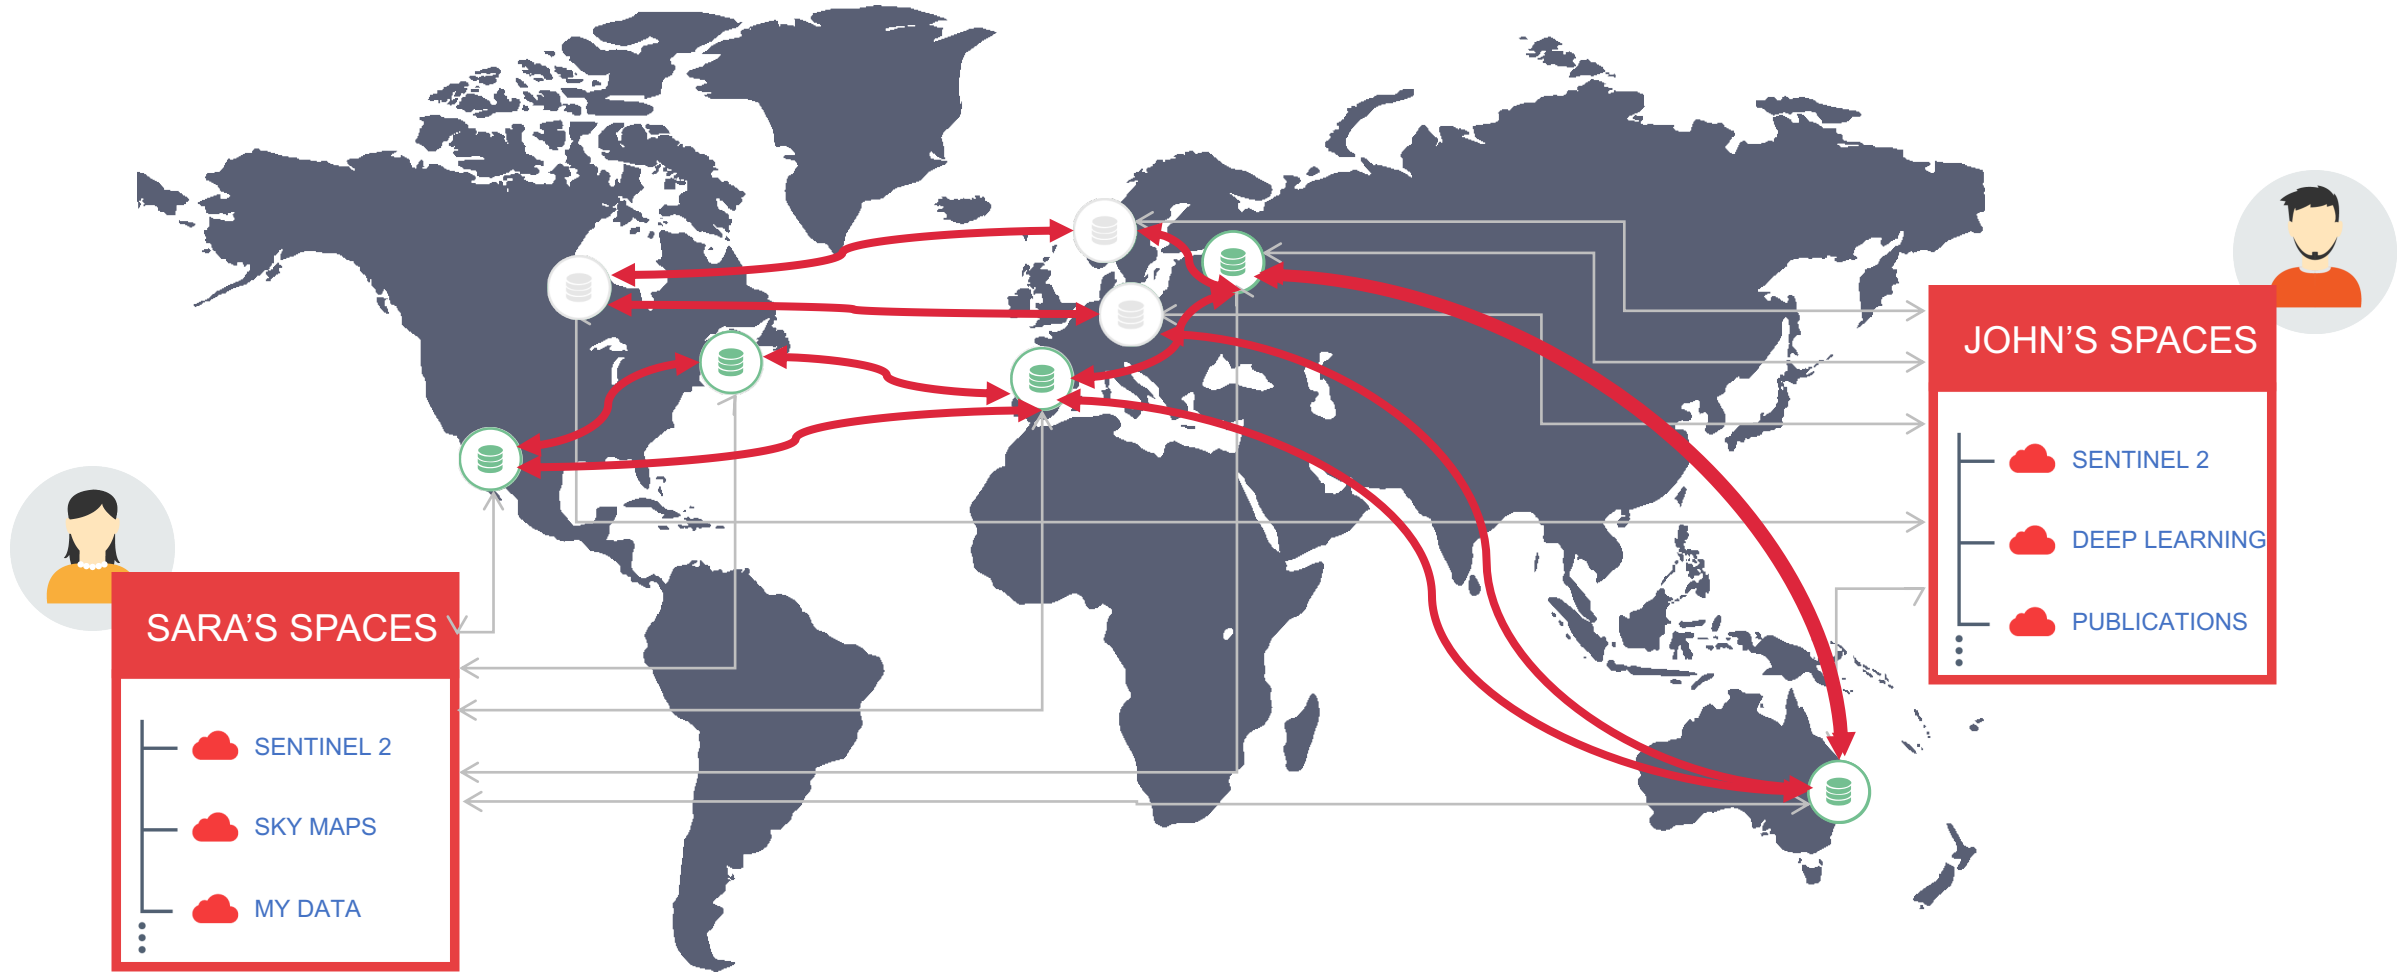 JOHN’S SPACES
SENTINEL 2
DEEP LEARNING
PUBLICATIONS
SARA’S SPACES
SENTINEL 2
SKY MAPS
MY DATA